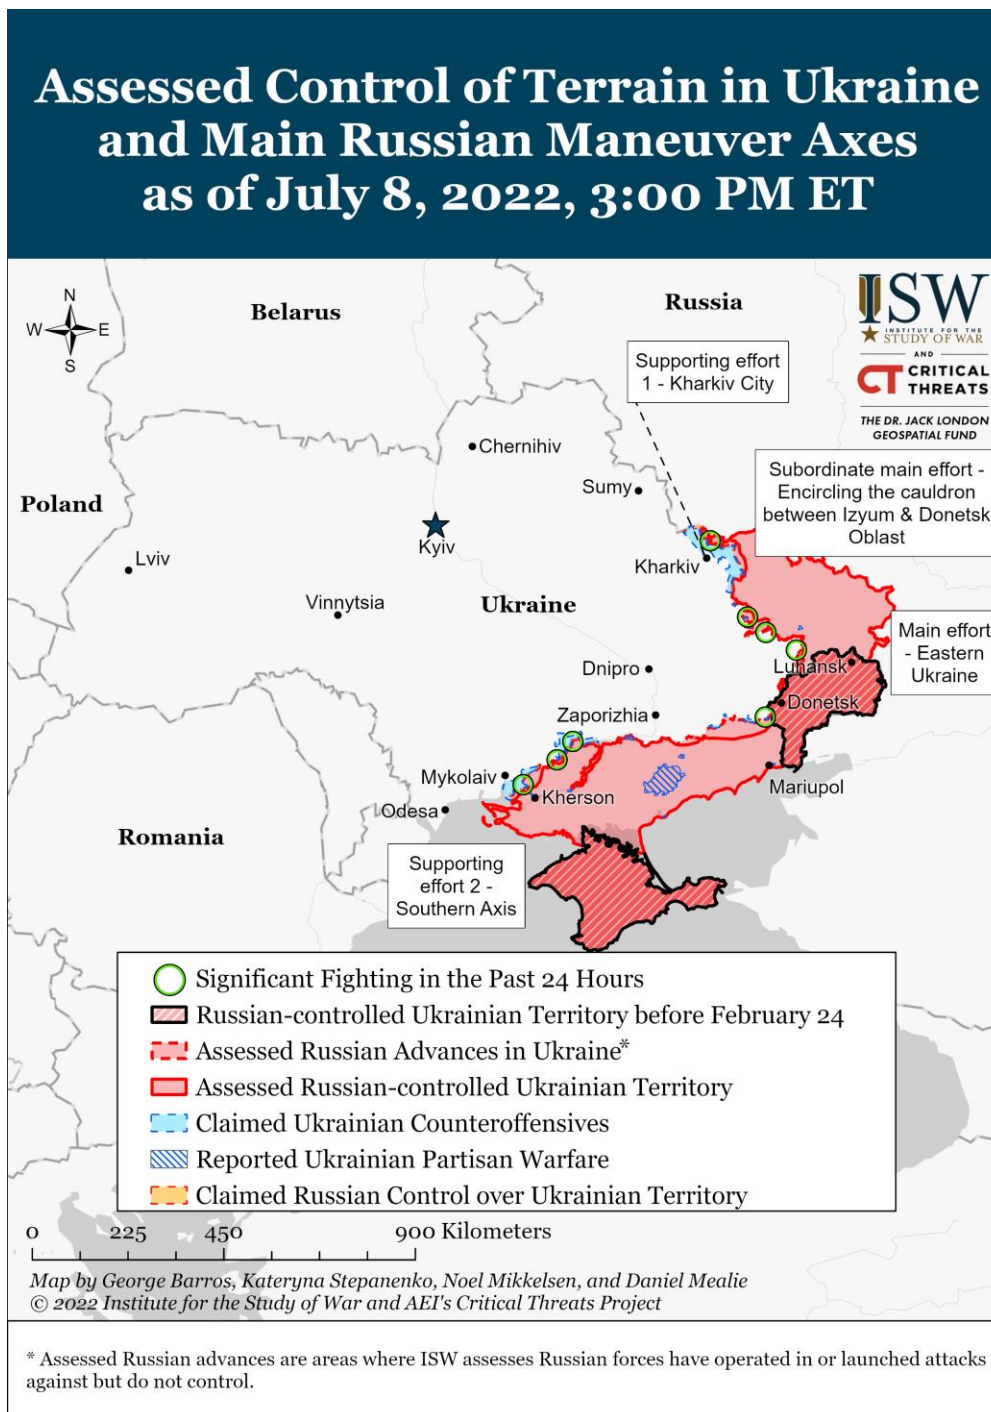 Assessed Control of Terrain in Ukraine
and Main Russian Maneuver Axes
as of July 8, 2022, 3:00 PM ET
N
W
E
S
Belarus
Russia
ISW
INSTITUTE FOR THE
STUDY OF WAR
AND
CT CRITICAL
THREATS
THE DR. JACK LONDON
GEOSPATIAL FUND
Supporting effort
1 - Kharkiv City
Chernihiv
Subordinate main effort -
Encircling the cauldron
between Izyum & Donetsk
Oblast
Sumy
Poland
Kyiv
Lviv
Kharkiv
Vinnytsia
Ukraine
Main effort
- Eastern
Ukraine
Dnipro
Luhansk
Donetsk
Zaporizhia
Mykolaiv
Mariupol
Kherson
Odesa
Romania
Supporting
effort 2 -
Southern Axis
Significant Fighting in the Past 24 Hours
Russian-controlled Ukrainian Territory before February 24
Assessed Russian Advances in Ukraine*
Assessed Russian-controlled Ukrainian Territory
Claimed Ukrainian Counteroffensives
Reported Ukrainian Partisan Warfare
Claimed Russian Control over Ukrainian Territory
0 225 450 900 Kilometers
Map by George Barros, Kateryna Stepanenko, Noel Mikkelsen, and Daniel Mealie
© 2022 Institute for the Study of War and AEI's Critical Threats Project
* Assessed Russian advances are areas where ISW assesses Russian forces have operated in or launched attacks
against but do not control.